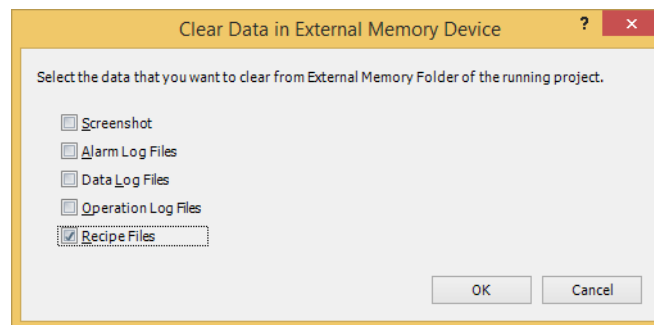 Clear Data in External Memory Device
?
×
Select the data that you want to clear from External Memory Folder of the running project.
Screenshot
Alarm Log Files
Data Log Files
Operation Log Files
Recipe Files
OK Cancel